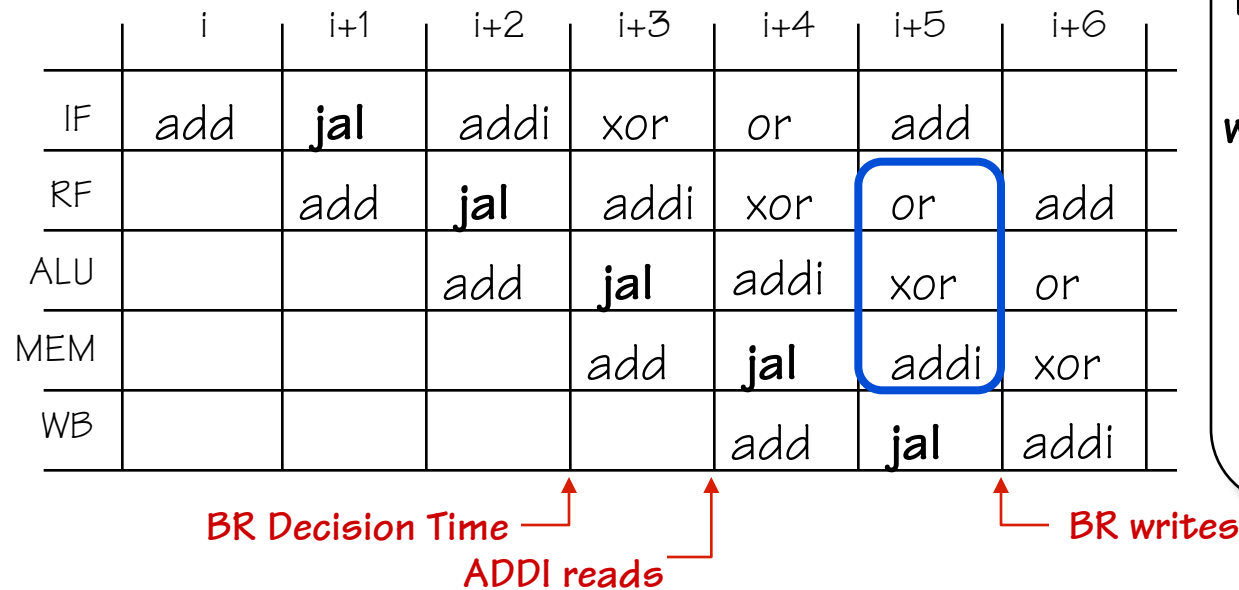 i i+1 i+2 i+3 i+4 i+5 i+6
IF add jal addi xor or add
RF add jal addi xor or add
ALU add jal addi xor or
MEM add jal addi xor
WB add jal addi
BR Decision Time
ADDI reads
BR writes